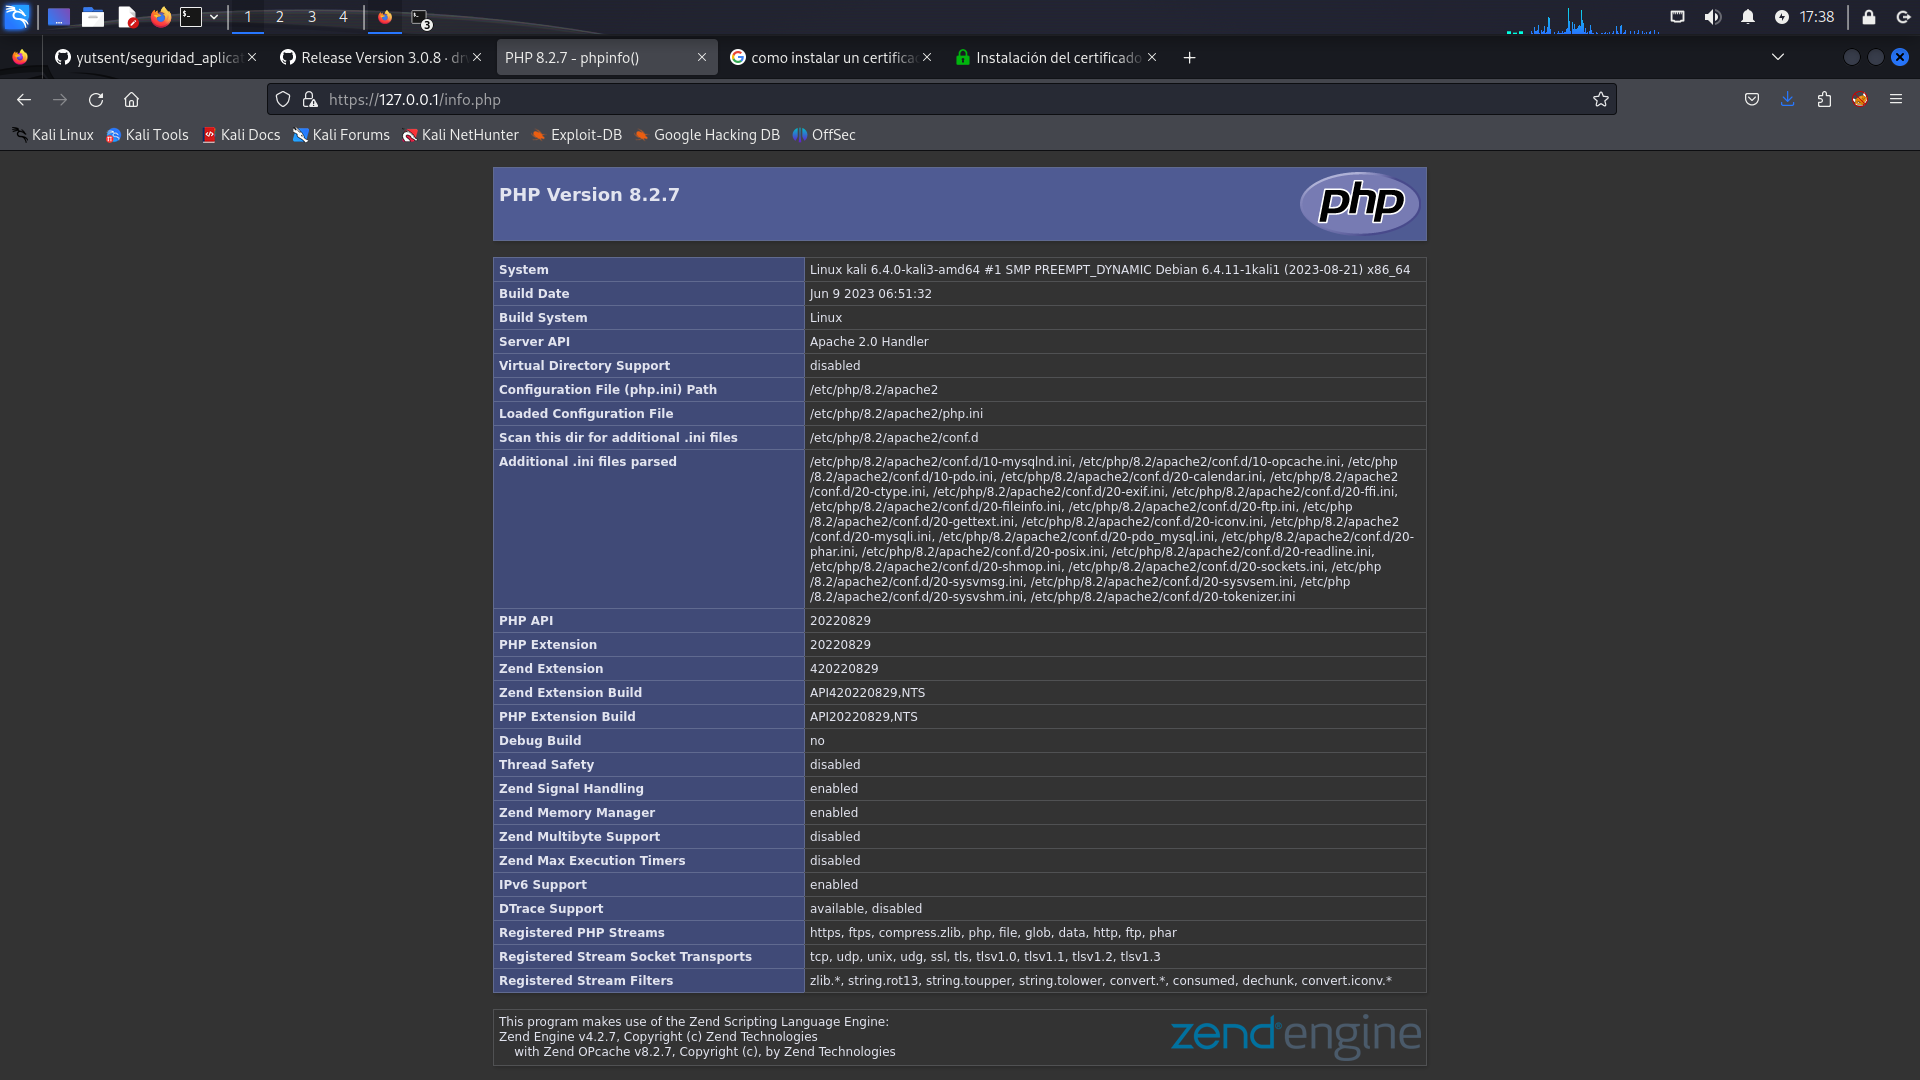 1 2 3 4
3
17:38
yutsent/seguridad_aplicat
Release Version 3.0.8 · drw
PHP 8.2.7 - phpinfo()
como instalar un certificac
Instalación del certificado
https://127.0.0.1/info.php
Kali Linux Kali Tools Kali Docs Kali Forums Kali NetHunter Exploit-DB Google Hacking DB OffSec
PHP Version 8.2.7
php
System Linux kali 6.4.0-kali3-amd64 #1 SMP PREEMPT_DYNAMIC Debian 6.4.11-1kali1 (2023-08-21) x86_64
Build Date Jun 9 2023 06:51:32
Build System Linux
Server API Apache 2.0 Handler
Virtual Directory Support disabled
Configuration File (php.ini) Path /etc/php/8.2/apache2
Loaded Configuration File /etc/php/8.2/apache2/php.ini
Scan this dir for additional .ini files /etc/php/8.2/apache2/conf.d
Additional .ini files parsed /etc/php/8.2/apache2/conf.d/10-mysqlnd.ini, /etc/php/8.2/apache2/conf.d/10-opcache.ini, /etc/php
/8.2/apache2/conf.d/10-pdo.ini, /etc/php/8.2/apache2/conf.d/20-calendar.ini, /etc/php/8.2/apache2
/conf.d/20-ctype.ini, /etc/php/8.2/apache2/conf.d/20-exif.ini, /etc/php/8.2/apache2/conf.d/20-ffi.ini,
/etc/php/8.2/apache2/conf.d/20-fileinfo.ini, /etc/php/8.2/apache2/conf.d/20-ftp.ini, /etc/php
/8.2/apache2/conf.d/20-gettext.ini, /etc/php/8.2/apache2/conf.d/20-iconv.ini, /etc/php/8.2/apache2
/conf.d/20-mysqli.ini, /etc/php/8.2/apache2/conf.d/20-pdo_mysql.ini, /etc/php/8.2/apache2/conf.d/20-
phar.ini, /etc/php/8.2/apache2/conf.d/20-posix.ini, /etc/php/8.2/apache2/conf.d/20-readline.ini,
/etc/php/8.2/apache2/conf.d/20-shmop.ini, /etc/php/8.2/apache2/conf.d/20-sockets.ini, /etc/php
/8.2/apache2/conf.d/20-sysvmsg.ini, /etc/php/8.2/apache2/conf.d/20-sysvsem.ini, /etc/php
/8.2/apache2/conf.d/20-sysvshm.ini, /etc/php/8.2/apache2/conf.d/20-tokenizer.ini
PHP API 20220829
PHP Extension 20220829
Zend Extension 420220829
Zend Extension Build API420220829,NTS
PHP Extension Build API20220829,NTS
Debug Build no
Thread Safety disabled
Zend Signal Handling enabled
Zend Memory Manager enabled
Zend Multibyte Support disabled
Zend Max Execution Timers disabled
IPv6 Support enabled
DTrace Support available, disabled
Registered PHP Streams https, ftps, compress.zlib, php, file, glob, data, http, ftp, phar
Registered Stream Socket Transports tcp, udp, unix, udg, ssl, tls, tlsv1.0, tlsv1.1, tlsv1.2, tlsv1.3
Registered Stream Filters zlib.*, string.rot13, string.toupper, string.tolower, convert.*, consumed, dechunk, convert.iconv.*
This program makes use of the Zend Scripting Language Engine:
Zend Engine v4.2.7, Copyright (c) Zend Technologies
with Zend OPcache v8.2.7, Copyright (c), by Zend Technologies
zend® engine